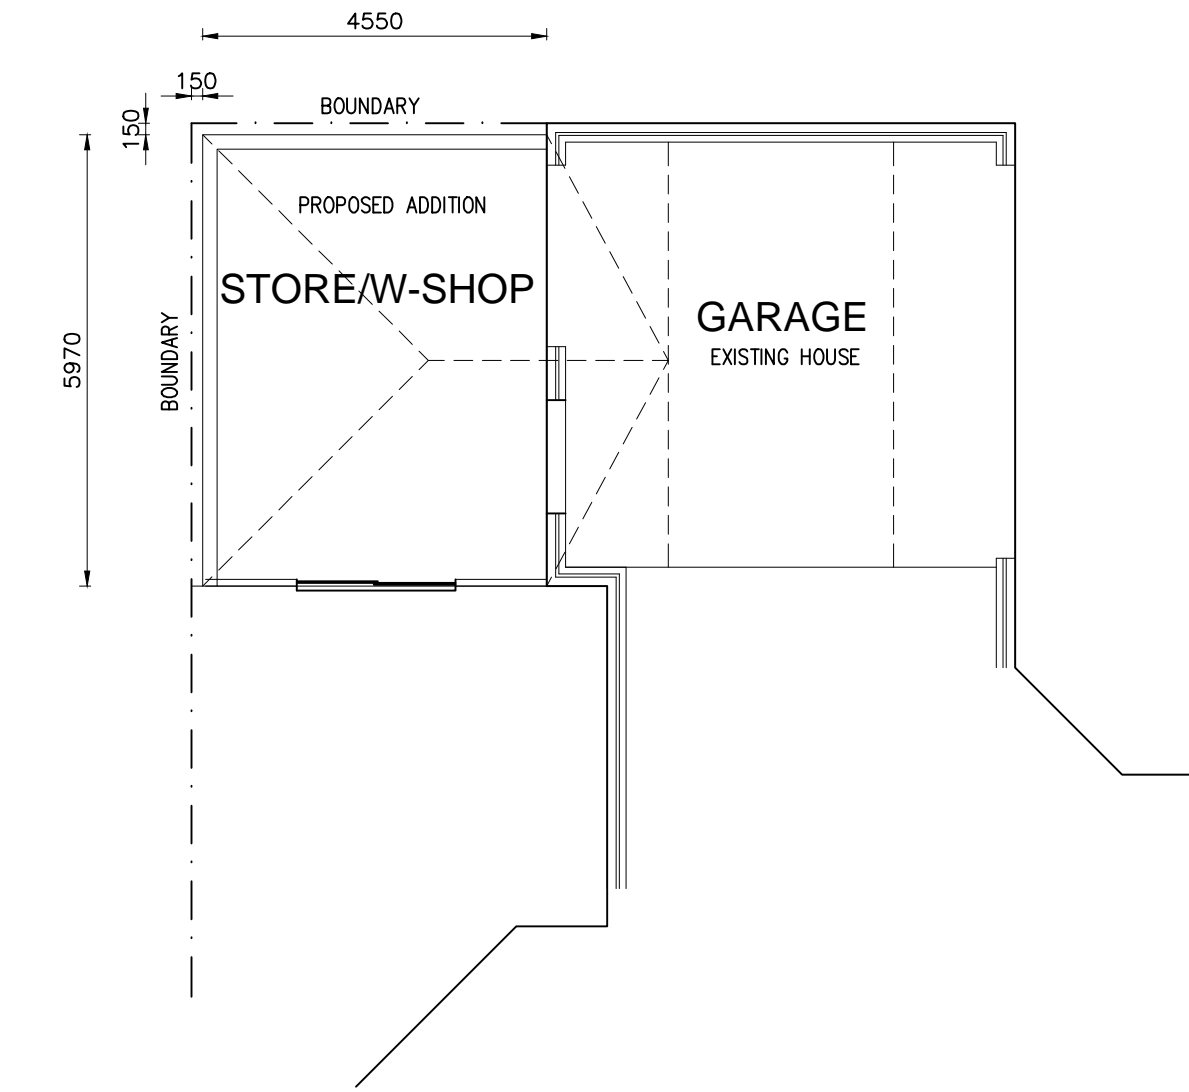 4550
150
BOUNDARY
150
PROPOSED ADDITION
STORE/W-SHOP
GARAGE
EXISTING HOUSE
5970
BOUNDARY